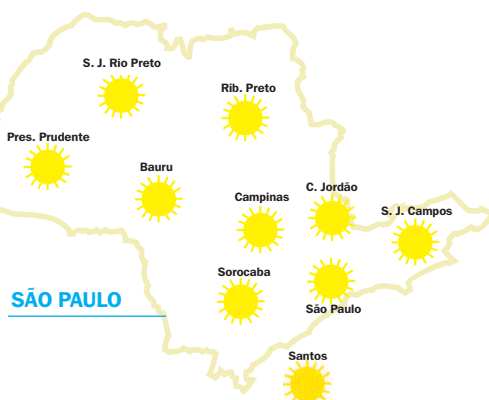 S. J. Rio Preto
Rib. Preto
Pres. Prudente
Bauru
C. Jordão
Campinas
S. J. Campos
Sorocaba
SÃO PAULO
São Paulo
Santos